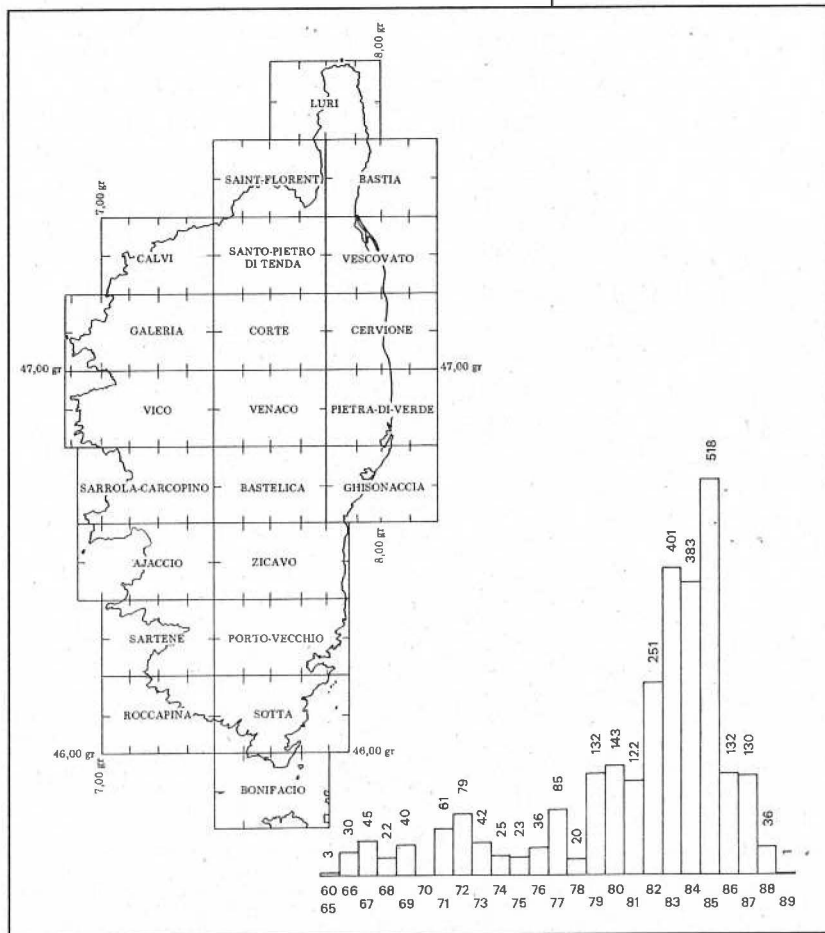 8,00 gr
LURI
SAINT-FLORENT BASTIA
7,00 gr
CALVI SANTO-PIETRO DI TENDA VESCOVATO
GALERIA CORTE CERVIONE
47,00 gr 47,00 gr
VICO VENACO PIETRA-DI-VERDE
SARROLA-CARCOPINO BASTELICA GHISONACCIA
8,00 gr
AJACCIO ZICAVO
SARTENE PORTO-VECCHIO
ROCCAPINA SOTTA
46,00 gr 46,00 gr
7,00 gr
BONIFACIO
3 30 45 22 40 61 79 42 25 23 36 85 20 132 143 122 251 401 383 518 132 130 36 1
60 66 68 70 72 74 76 78 80 82 84 86 88
65 67 69 71 73 75 77 79 81 83 85 87 89